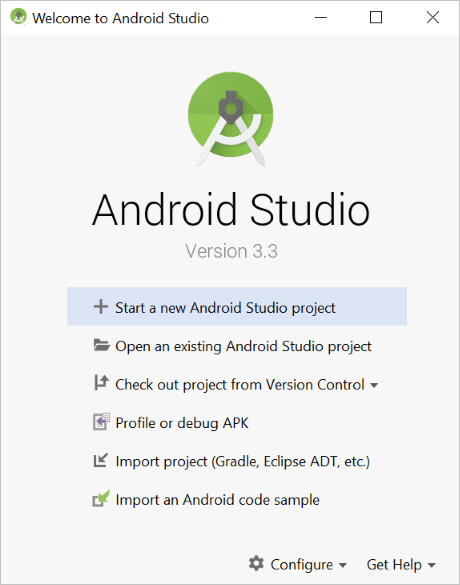 Welcome to Android Studio
Android Studio
Version 3.3
Start a new Android Studio project
Open an existing Android Studio project
Check out project from Version Control
Profile or debug APK
Import project (Gradle, Eclipse ADT, etc.)
Import an Android code sample
Configure Get Help